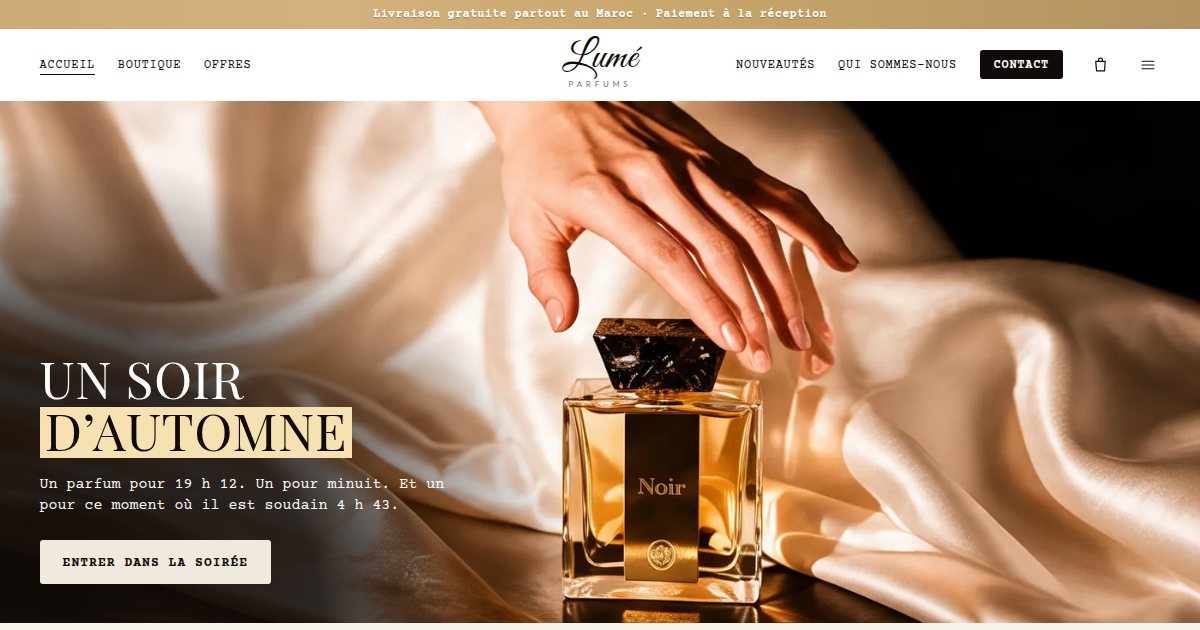 Livraison gratuite partout au Maroc · Paiement à la réception
ACCUEIL BOUTIQUE OFFRES
Lumé
PARFUMS
NOUVEAUTÉS QUI SOMMES-NOUS CONTACT
UN SOIR
D’AUTOMNE
Un parfum pour 19 h 12. Un pour minuit. Et un
pour ce moment où il est soudain 4 h 43.
ENTRER DANS LA SOIRÉE
Noir